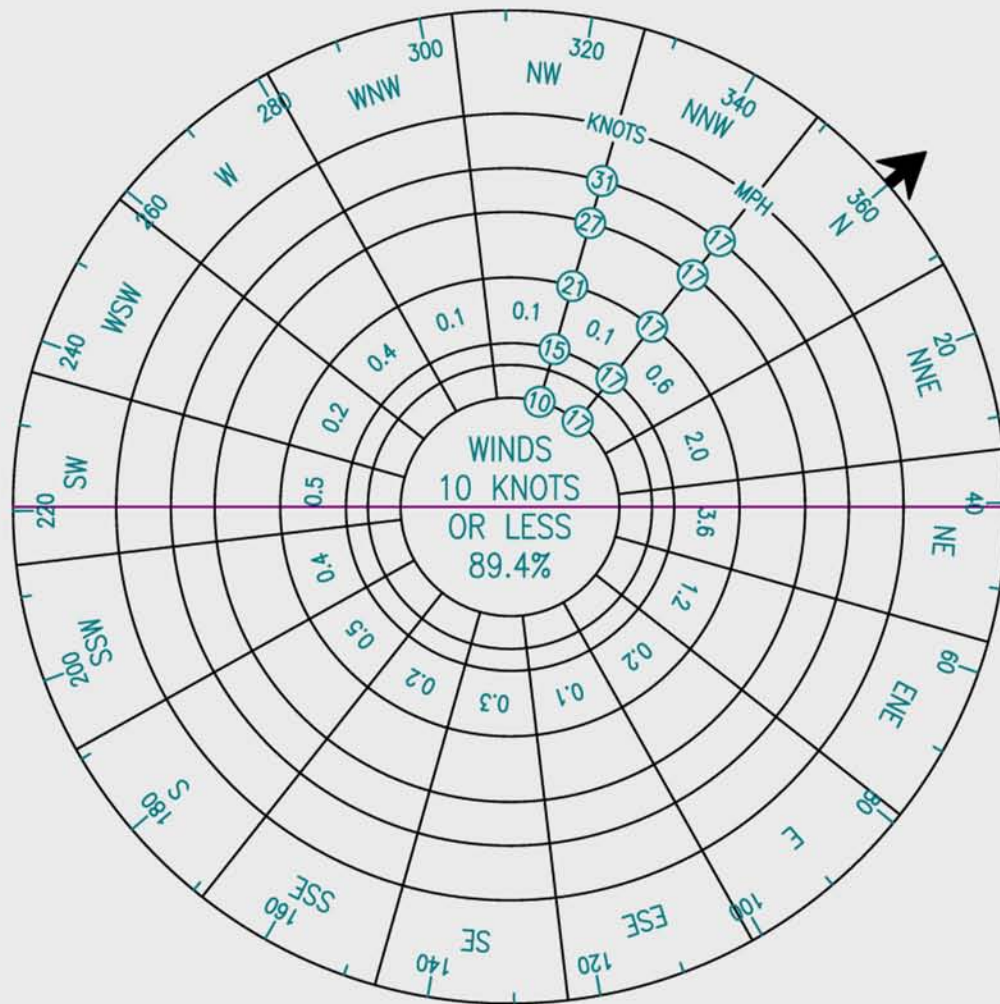 300
320
NW
WNW
280
340
NNW
KNOTS
W
31
MPH
260
360
N
27
17
17
WSW
21
0.1
0.1
0.1
17
240
0.4
15
20
NNE
17
0.6
0.2
10
17
2.0
WINDS
10 KNOTS
OR LESS
89.4%
SW
0.5
220
3.6
40
NE
0.4
1.2
SSW
200
0.5
0.2
60
0.2
0.3
0.1
ENE
S
180
80
E
SSE
160
100
ESE
SE
140
120